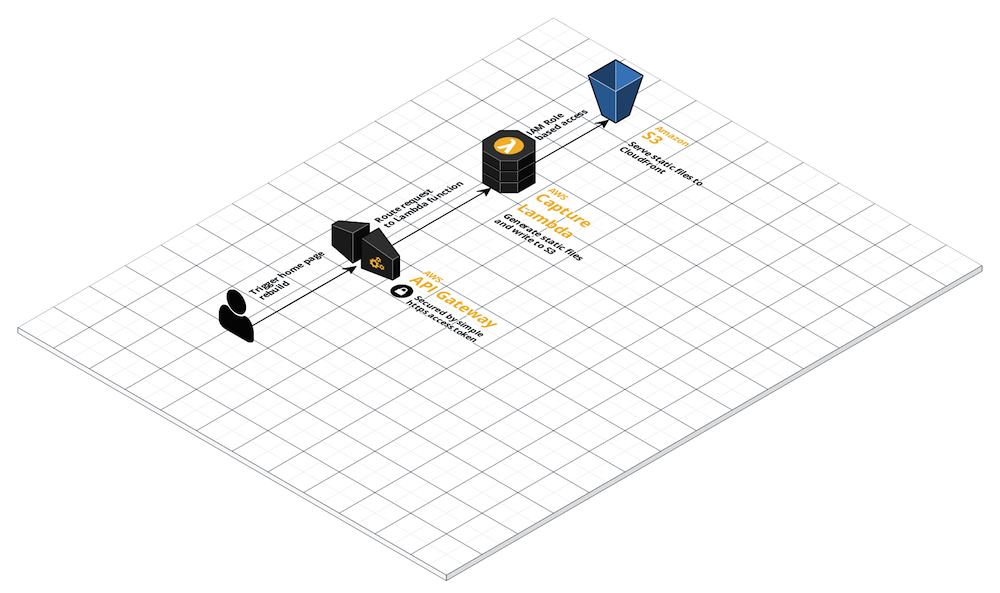 Trigger home page
rebuild
AWS
API Gateway
Secured by simple
https access token
Route request
to Lambda function
AWS
Capture
Lambda
Generate static files
and write to S3
IAM Role
based access
Amazon
S3
Serve static files to
CloudFront